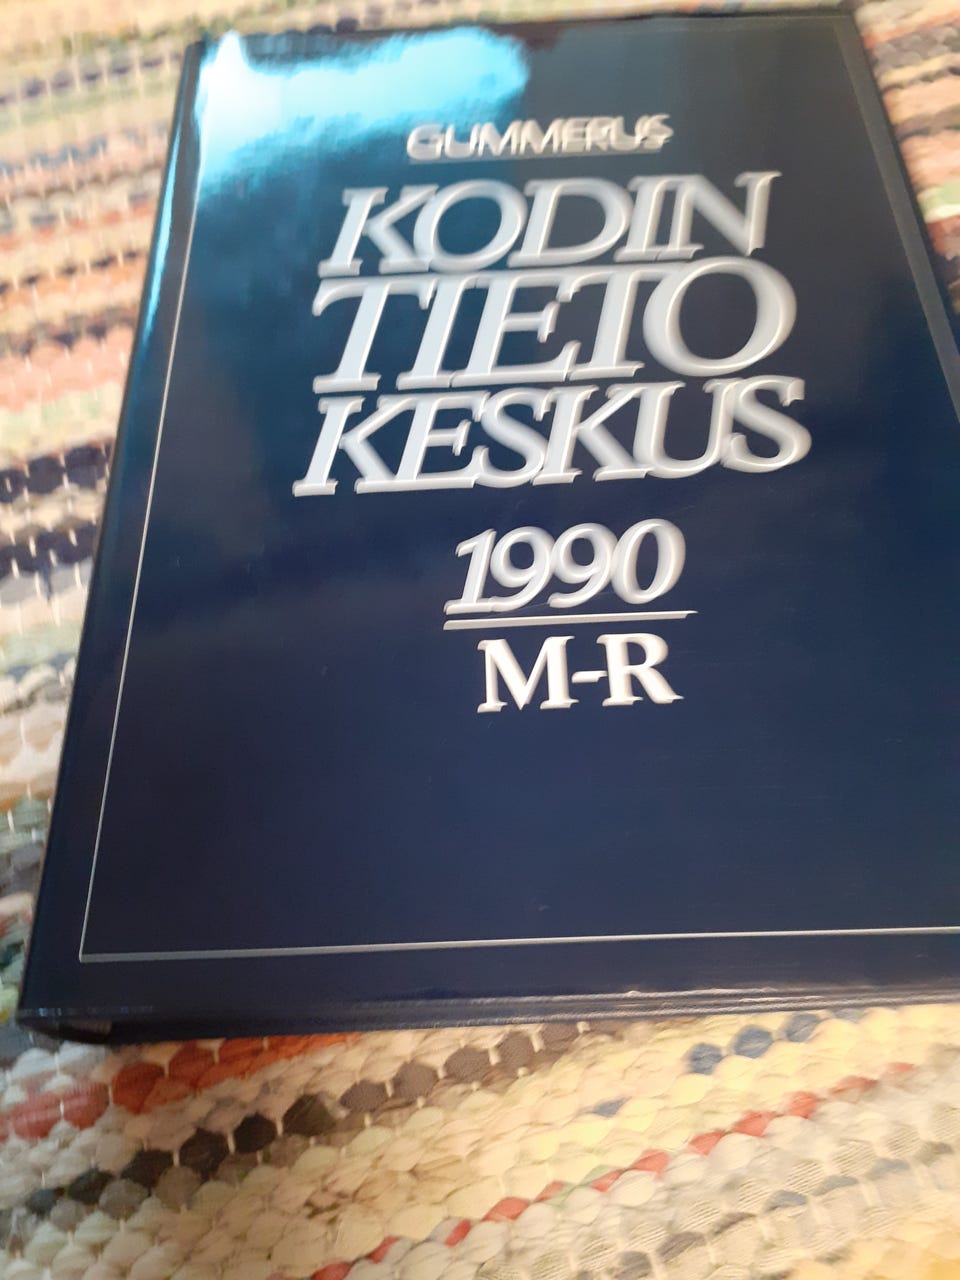 GUMMERUS
KODIN
TIETO
KESKUS
1990
M-R